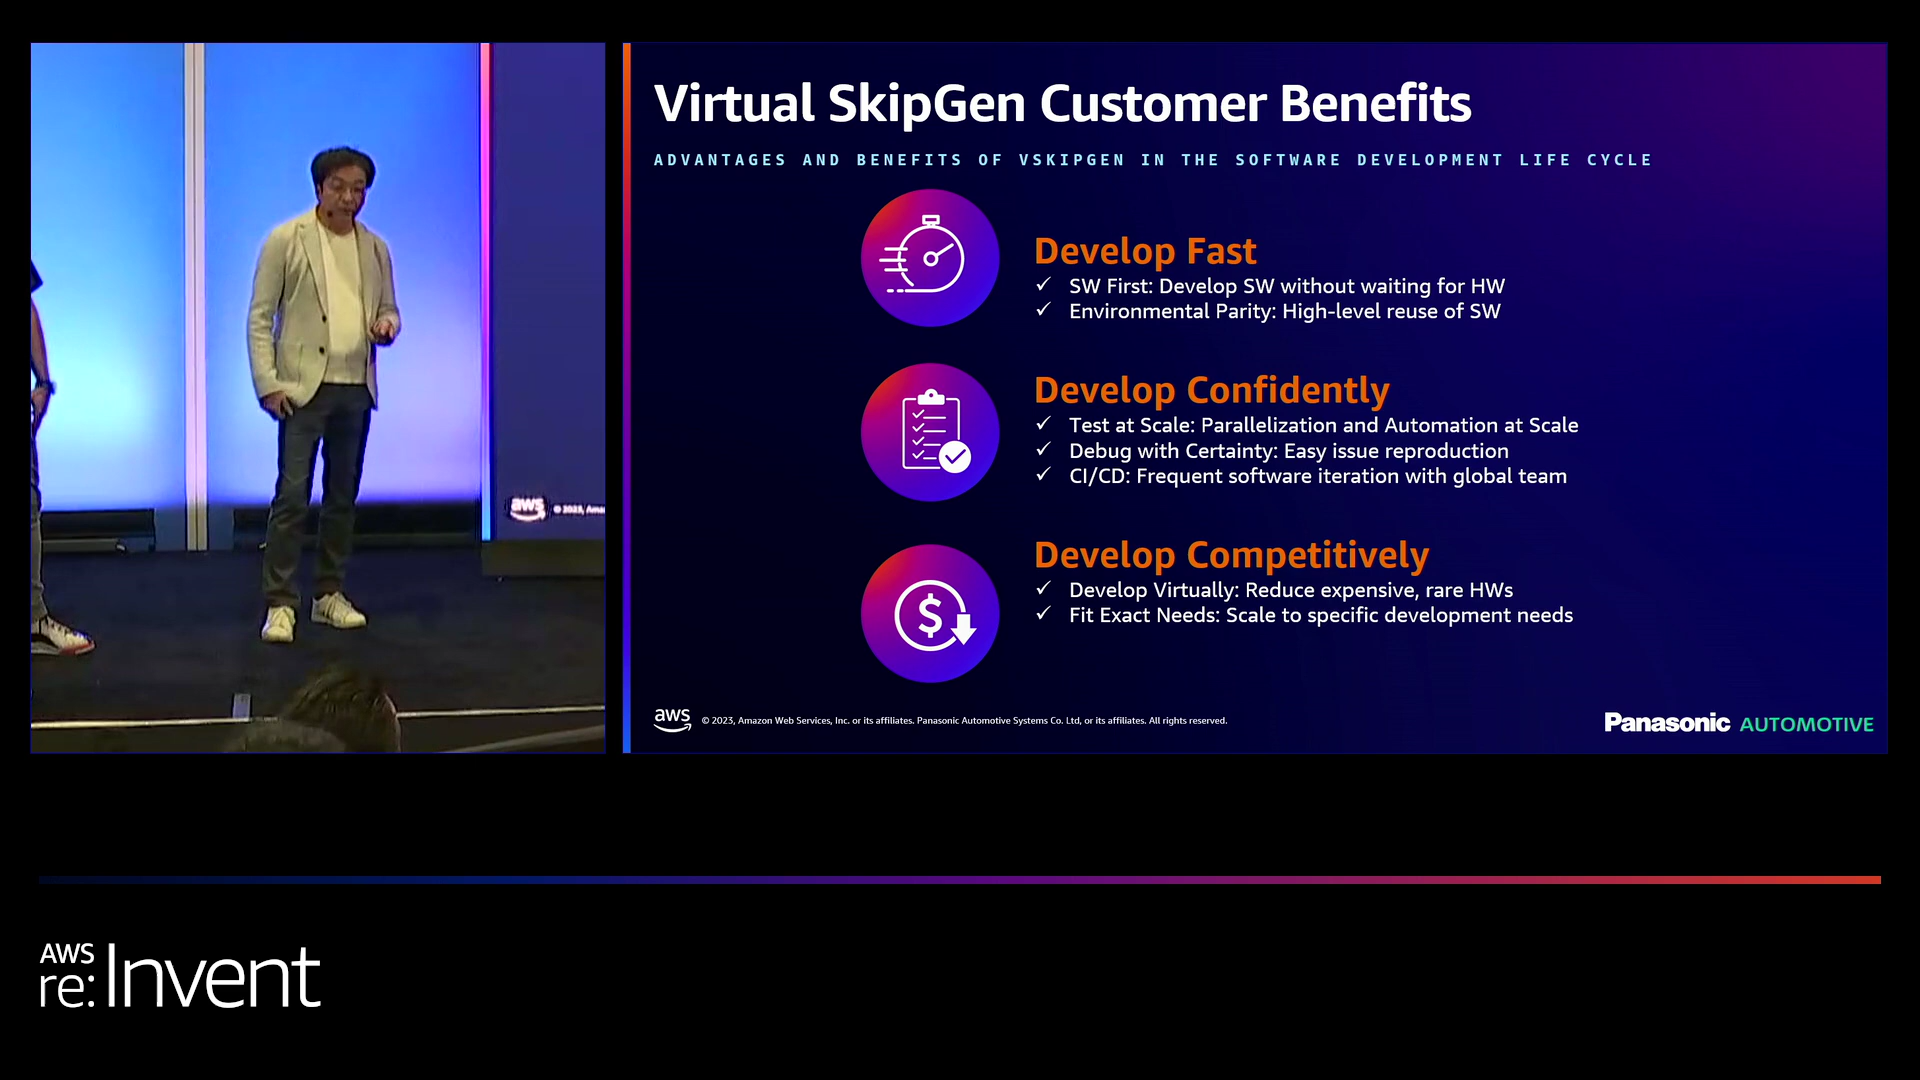 Virtual SkipGen Customer Benefits
ADVANTAGES AND BENEFITS OF VSKIPGEN IN THE SOFTWARE DEVELOPMENT LIFE CYCLE
Develop Fast
✓ SW First: Develop SW without waiting for HW
✓ Environmental Parity: High-level reuse of SW
Develop Confidently
✓ Test at Scale: Parallelization and Automation at Scale
✓ Debug with Certainty: Easy issue reproduction
✓ CI/CD: Frequent software iteration with global team
Develop Competitively
✓ Develop Virtually: Reduce expensive, rare HWs
✓ Fit Exact Needs: Scale to specific development needs
$
aws © 2023, Amazon Web Services, Inc. or its affiliates. Panasonic Automotive Systems Co. Ltd, or its affiliates. All rights reserved.
Panasonic AUTOMOTIVE
aws © 2023,
AWS
re:Invent